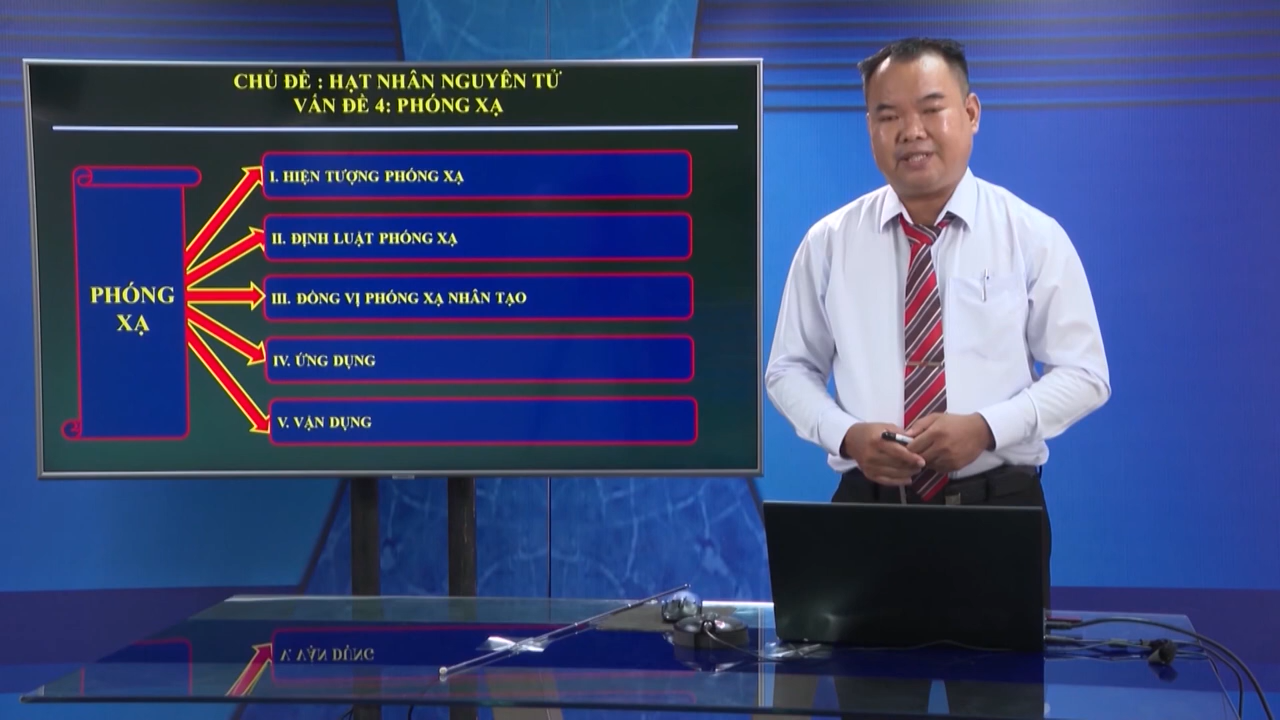 CHỦ ĐỀ : HẠT NHÂN NGUYÊN TỬ
VẤN ĐỀ 4: PHÓNG XẠ
PHÓNG
XẠ
I. HIỆN TƯỢNG PHÓNG XẠ
II. ĐỊNH LUẬT PHÓNG XẠ
III. ĐỒNG VỊ PHÓNG XẠ NHÂN TẠO
IV. ỨNG DỤNG
V. VẬN DỤNG